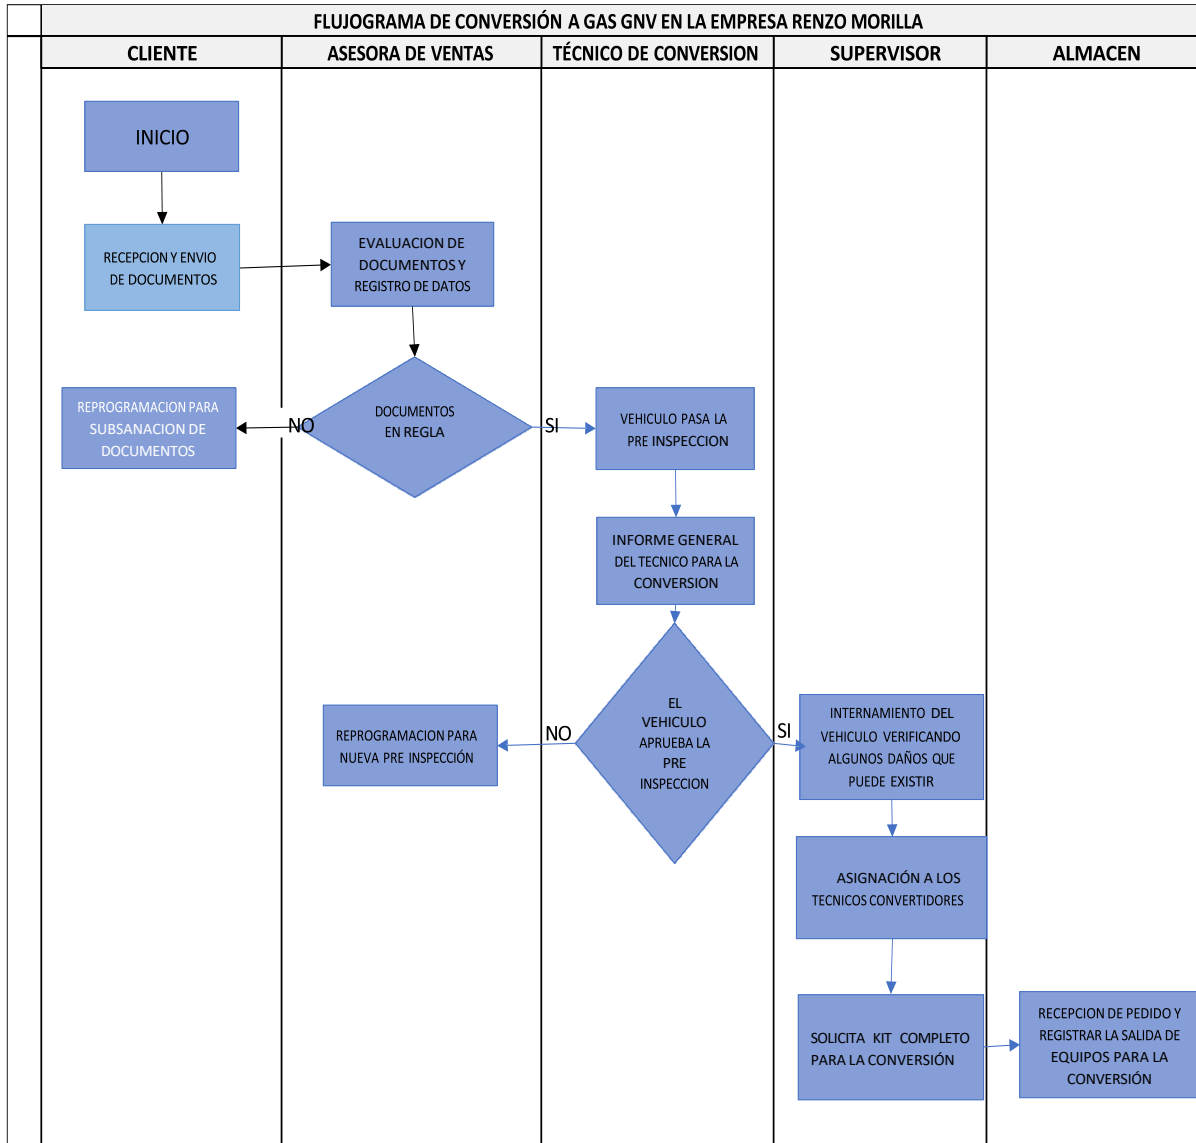 FLUJOGRAMA DE CONVERSIÓN A GAS GNV EN LA EMPRESA RENZO MORILLA
CLIENTE
ASESORA DE VENTAS
TÉCNICO DE CONVERSION
SUPERVISOR
ALMACEN
INICIO
RECEPCION Y ENVIO
DE DOCUMENTOS
EVALUACION DE
DOCUMENTOS Y
REGISTRO DE DATOS
REPROGRAMACION PARA
SUBSANACION DE
DOCUMENTOS
NO
DOCUMENTOS
EN REGLA
SI
VEHICULO PASA LA
PRE INSPECCION
INFORME GENERAL
DEL TECNICO PARA LA
CONVERSION
REPROGRAMACION PARA
NUEVA PRE INSPECCIÓN
NO
EL
VEHICULO
APRUEBA LA
PRE
INSPECCION
SI
INTERNAMIENTO DEL
VEHICULO VERIFICANDO
ALGUNOS DAÑOS QUE
PUEDE EXISTIR
ASIGNACIÓN A LOS
TECNICOS CONVERTIDORES
SOLICITA KIT COMPLETO
PARA LA CONVERSIÓN
RECEPCION DE PEDIDO Y
REGISTRAR LA SALIDA DE
EQUIPOS PARA LA
CONVERSIÓN